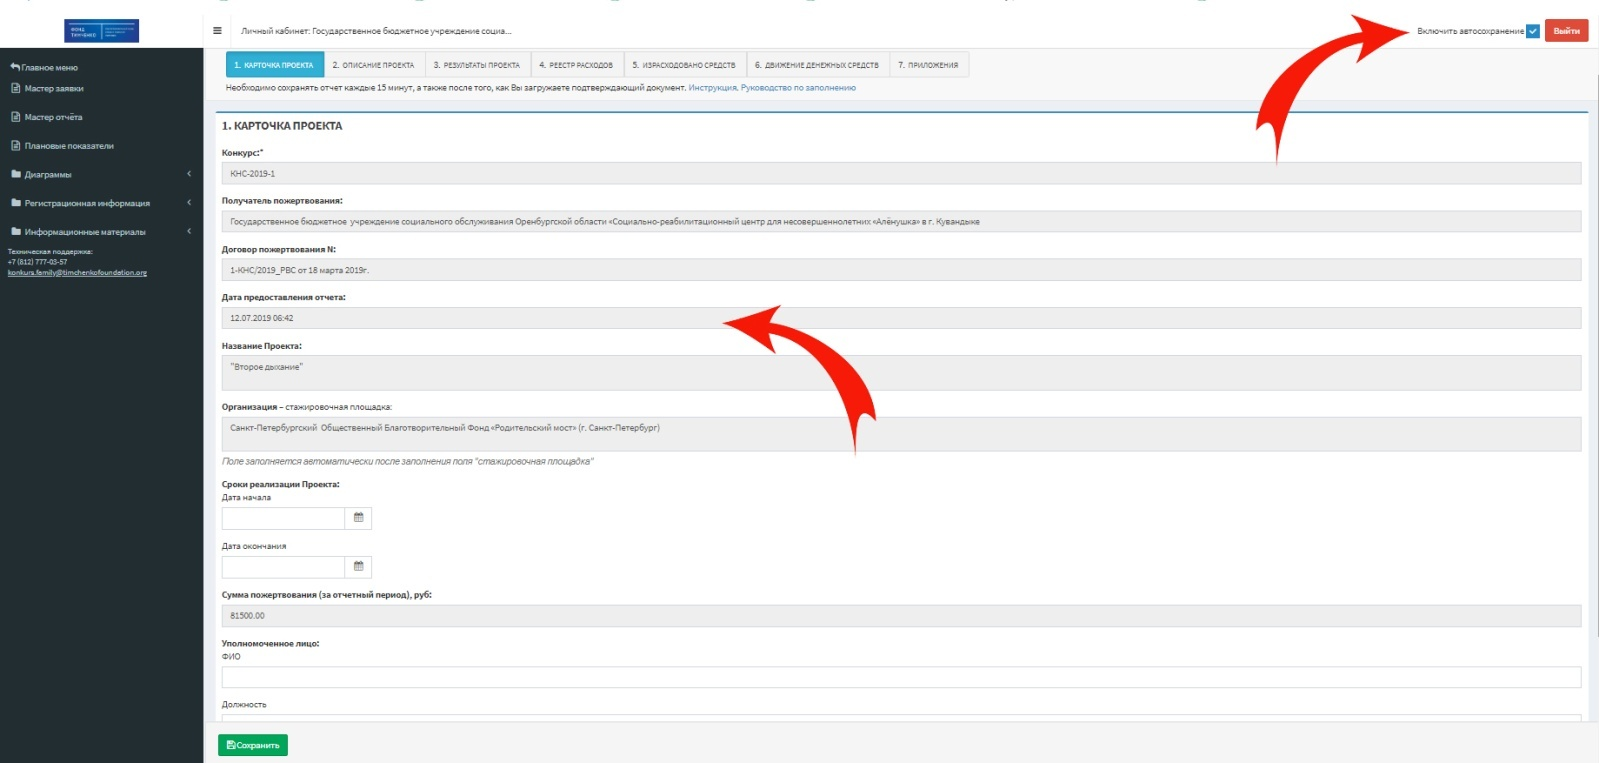 ФОНД
ТИМЧЕНКО
Личный кабинет: Государственное бюджетное учреждение социа...
Включить автосохранение
Выйти
Главное меню
Мастер заявки
Мастер отчёта
Плановые показатели
Диаграммы
Регистрационная информация
Информационные материалы
Техническая поддержка:
+7 (812) 777-03-57
konkurs.family@timchenkofoundation.org
1. КАРТОЧКА ПРОЕКТА
2. ОПИСАНИЕ ПРОЕКТА
3. РЕЗУЛЬТАТЫ ПРОЕКТА
4. РЕЕСТР РАСХОДОВ
5. ИЗРАСХОДОВАНО СРЕДСТВ
6. ДВИЖЕНИЕ ДЕНЕЖНЫХ СРЕДСТВ
7. ПРИЛОЖЕНИЯ
Необходимо сохранять отчет каждые 15 минут, а также после того, как Вы загружаете подтверждающий документ. Инструкция. Руководство по заполнению
1. КАРТОЧКА ПРОЕКТА
Конкурс:*
КНС-2019-1
Получатель пожертвования:
Государственное бюджетное учреждение социального обслуживания Оренбургской области «Социально-реабилитационный центр для несовершеннолетних «Алёнушка» в г. Кувандыке
Договор пожертвования N:
1-КНС/2019_РВС от 18 марта 2019г.
Дата предоставления отчета:
12.07.2019 06:42
Название Проекта:
"Второе дыхание"
Организация – стажировочная площадка:
Санкт-Петербургский Общественный Благотворительный Фонд «Родительский мост» (г. Санкт-Петербург)
Поле заполняется автоматически после заполнения поля "стажировочная площадка"
Сроки реализации Проекта:
Дата начала
Дата окончания
Сумма пожертвования (за отчетный период), руб:
81500.00
Уполномоченное лицо:
ФИО
Должность
Сохранить